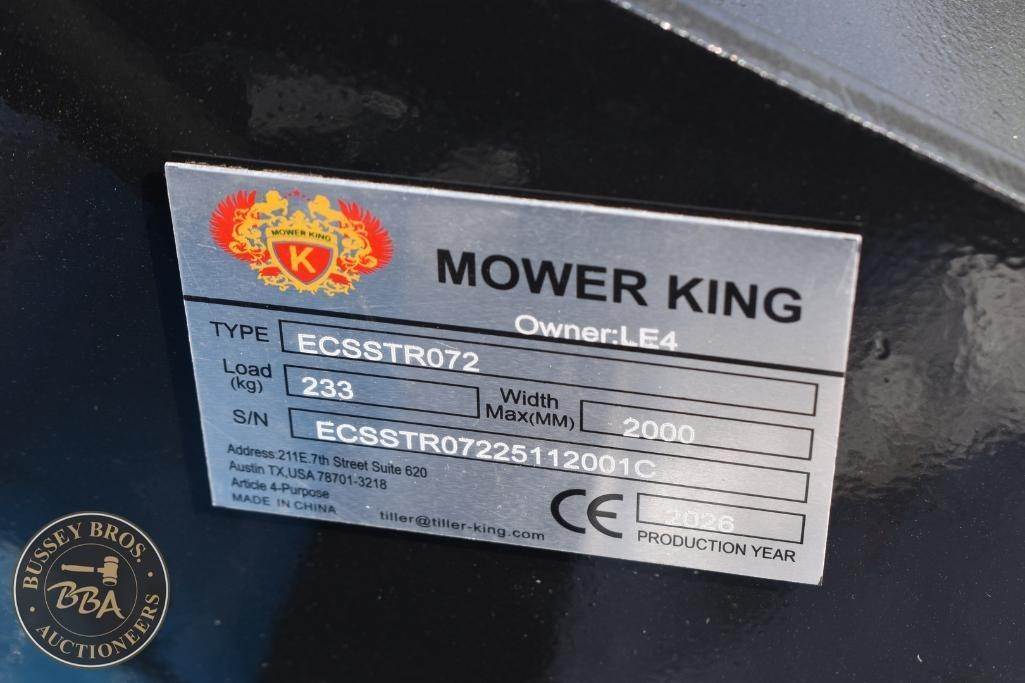 MOWER KING
K
MOWER KING
Owner:LE4
TYPE ECSSTR072
Load (kg) 233
Width Max(MM) 2000
S/N ECSSTR07225112001C
Address:211E.7th Street Suite 620
Austin TX,USA 78701-3218
Article 4-Purpose
MADE IN CHINA
tiller@tiller-king.com
CE
2026
PRODUCTION YEAR
BUSSEY BROS.
BBA
AUCTIONEERS